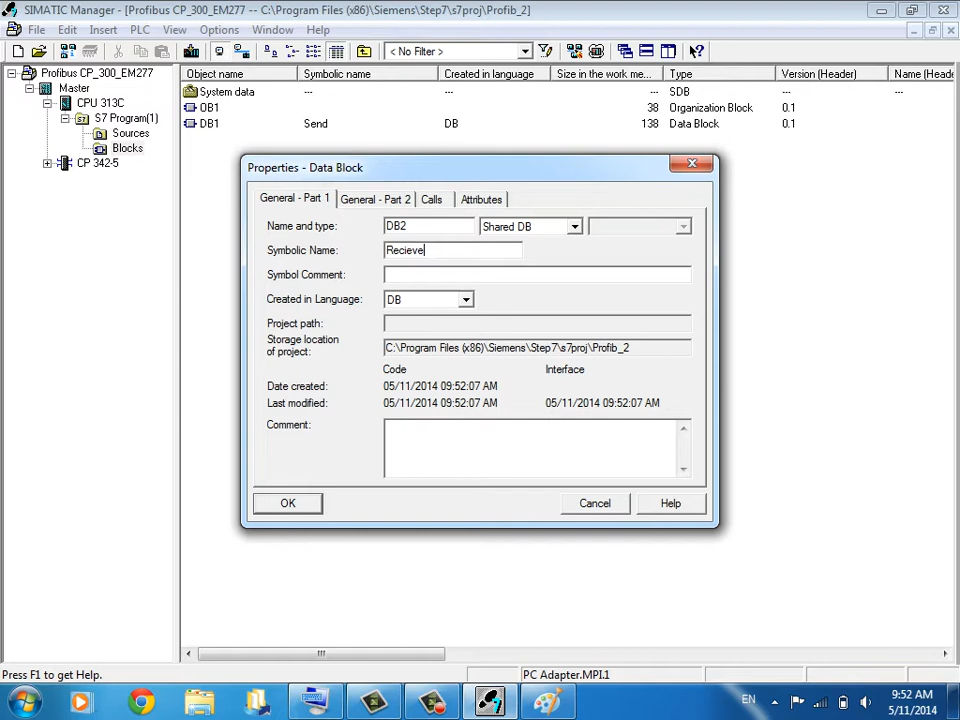 SIMATIC Manager - [Profibus CP_300_EM277 -- C:\Program Files (x86)\Siemens\Step7\s7proj\Profib_2]
File Edit Insert PLC View Options Window Help
< No Filter >
Profibus CP_300_EM277
Master
CPU 313C
S7 Program(1)
Sources
Blocks
CP 342-5
Object name Symbolic name Created in language Size in the work me... Type Version (Header) Name (Heade
System data --- --- --- SDB --- ---
OB1 38 Organization Block 0.1
DB1 Send DB 138 Data Block 0.1
Properties - Data Block
General - Part 1 General - Part 2 Calls Attributes
Name and type: DB2 Shared DB
Symbolic Name: Recieve
Symbol Comment:
Created in Language: DB
Project path:
Storage location
of project: C:\Program Files (x86)\Siemens\Step7\s7proj\Profib_2
Code Interface
Date created: 05/11/2014 09:52:07 AM
Last modified: 05/11/2014 09:52:07 AM 05/11/2014 09:52:07 AM
Comment:
OK Cancel Help
Press F1 to get Help. PC Adapter.MPI.1
EN 9:52 AM
5/11/2014